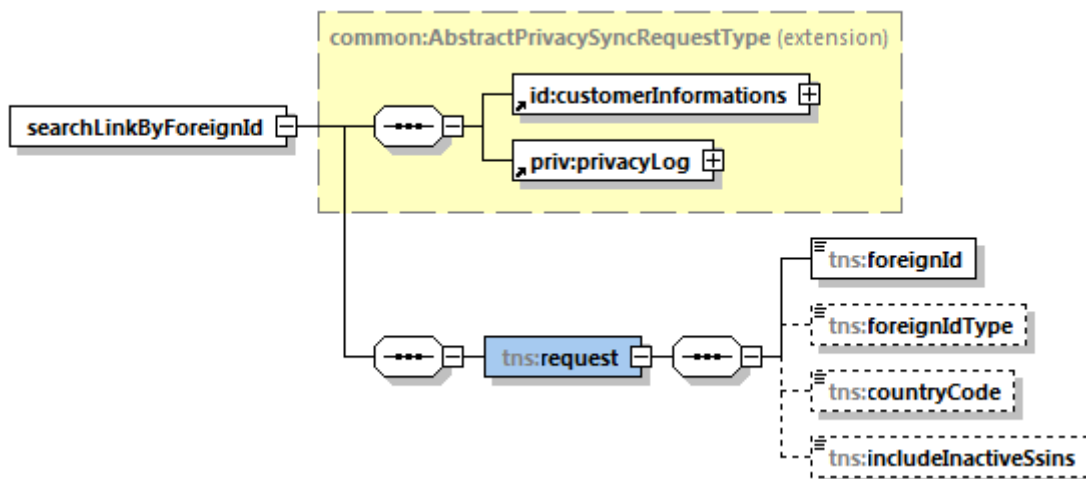 common:AbstractPrivacySyncRequestType (extension)
id:customerInformations
searchLinkByForeignId
priv:privacyLog
tns:foreignId
tns:foreignIdType
tns:request
tns:countryCode
tns:includeInactiveSsins